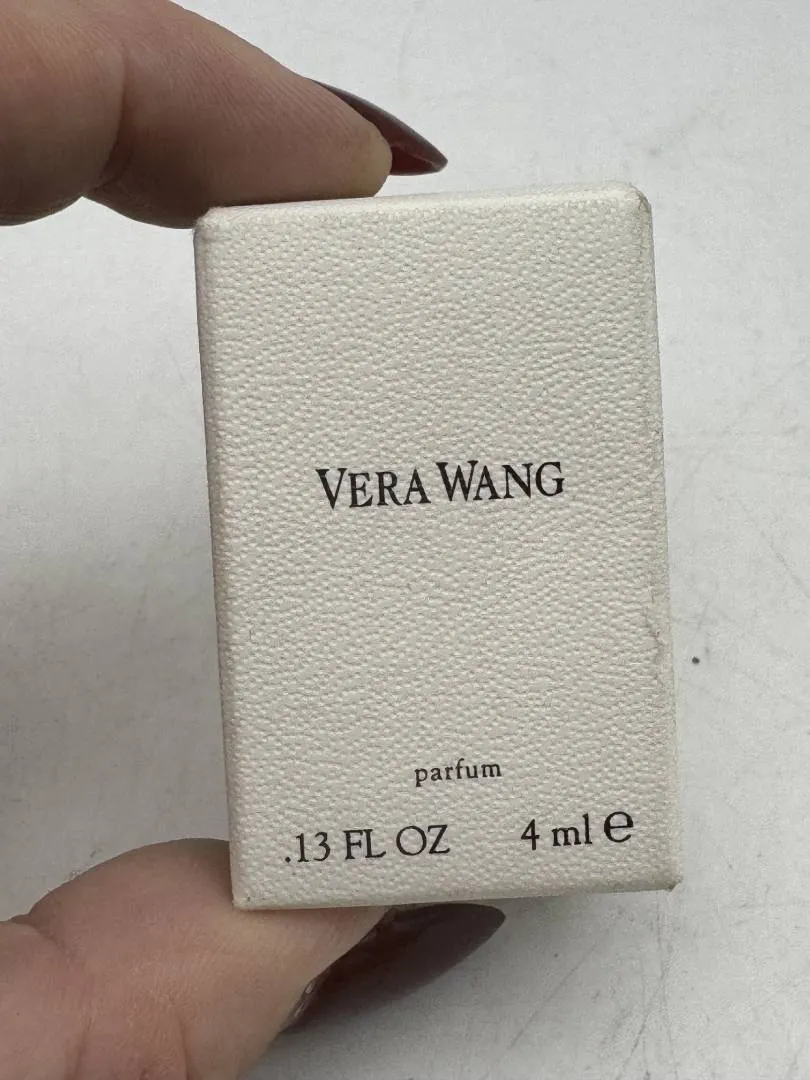 VERA WANG
parfum
.13 FL OZ 4 ml ℮